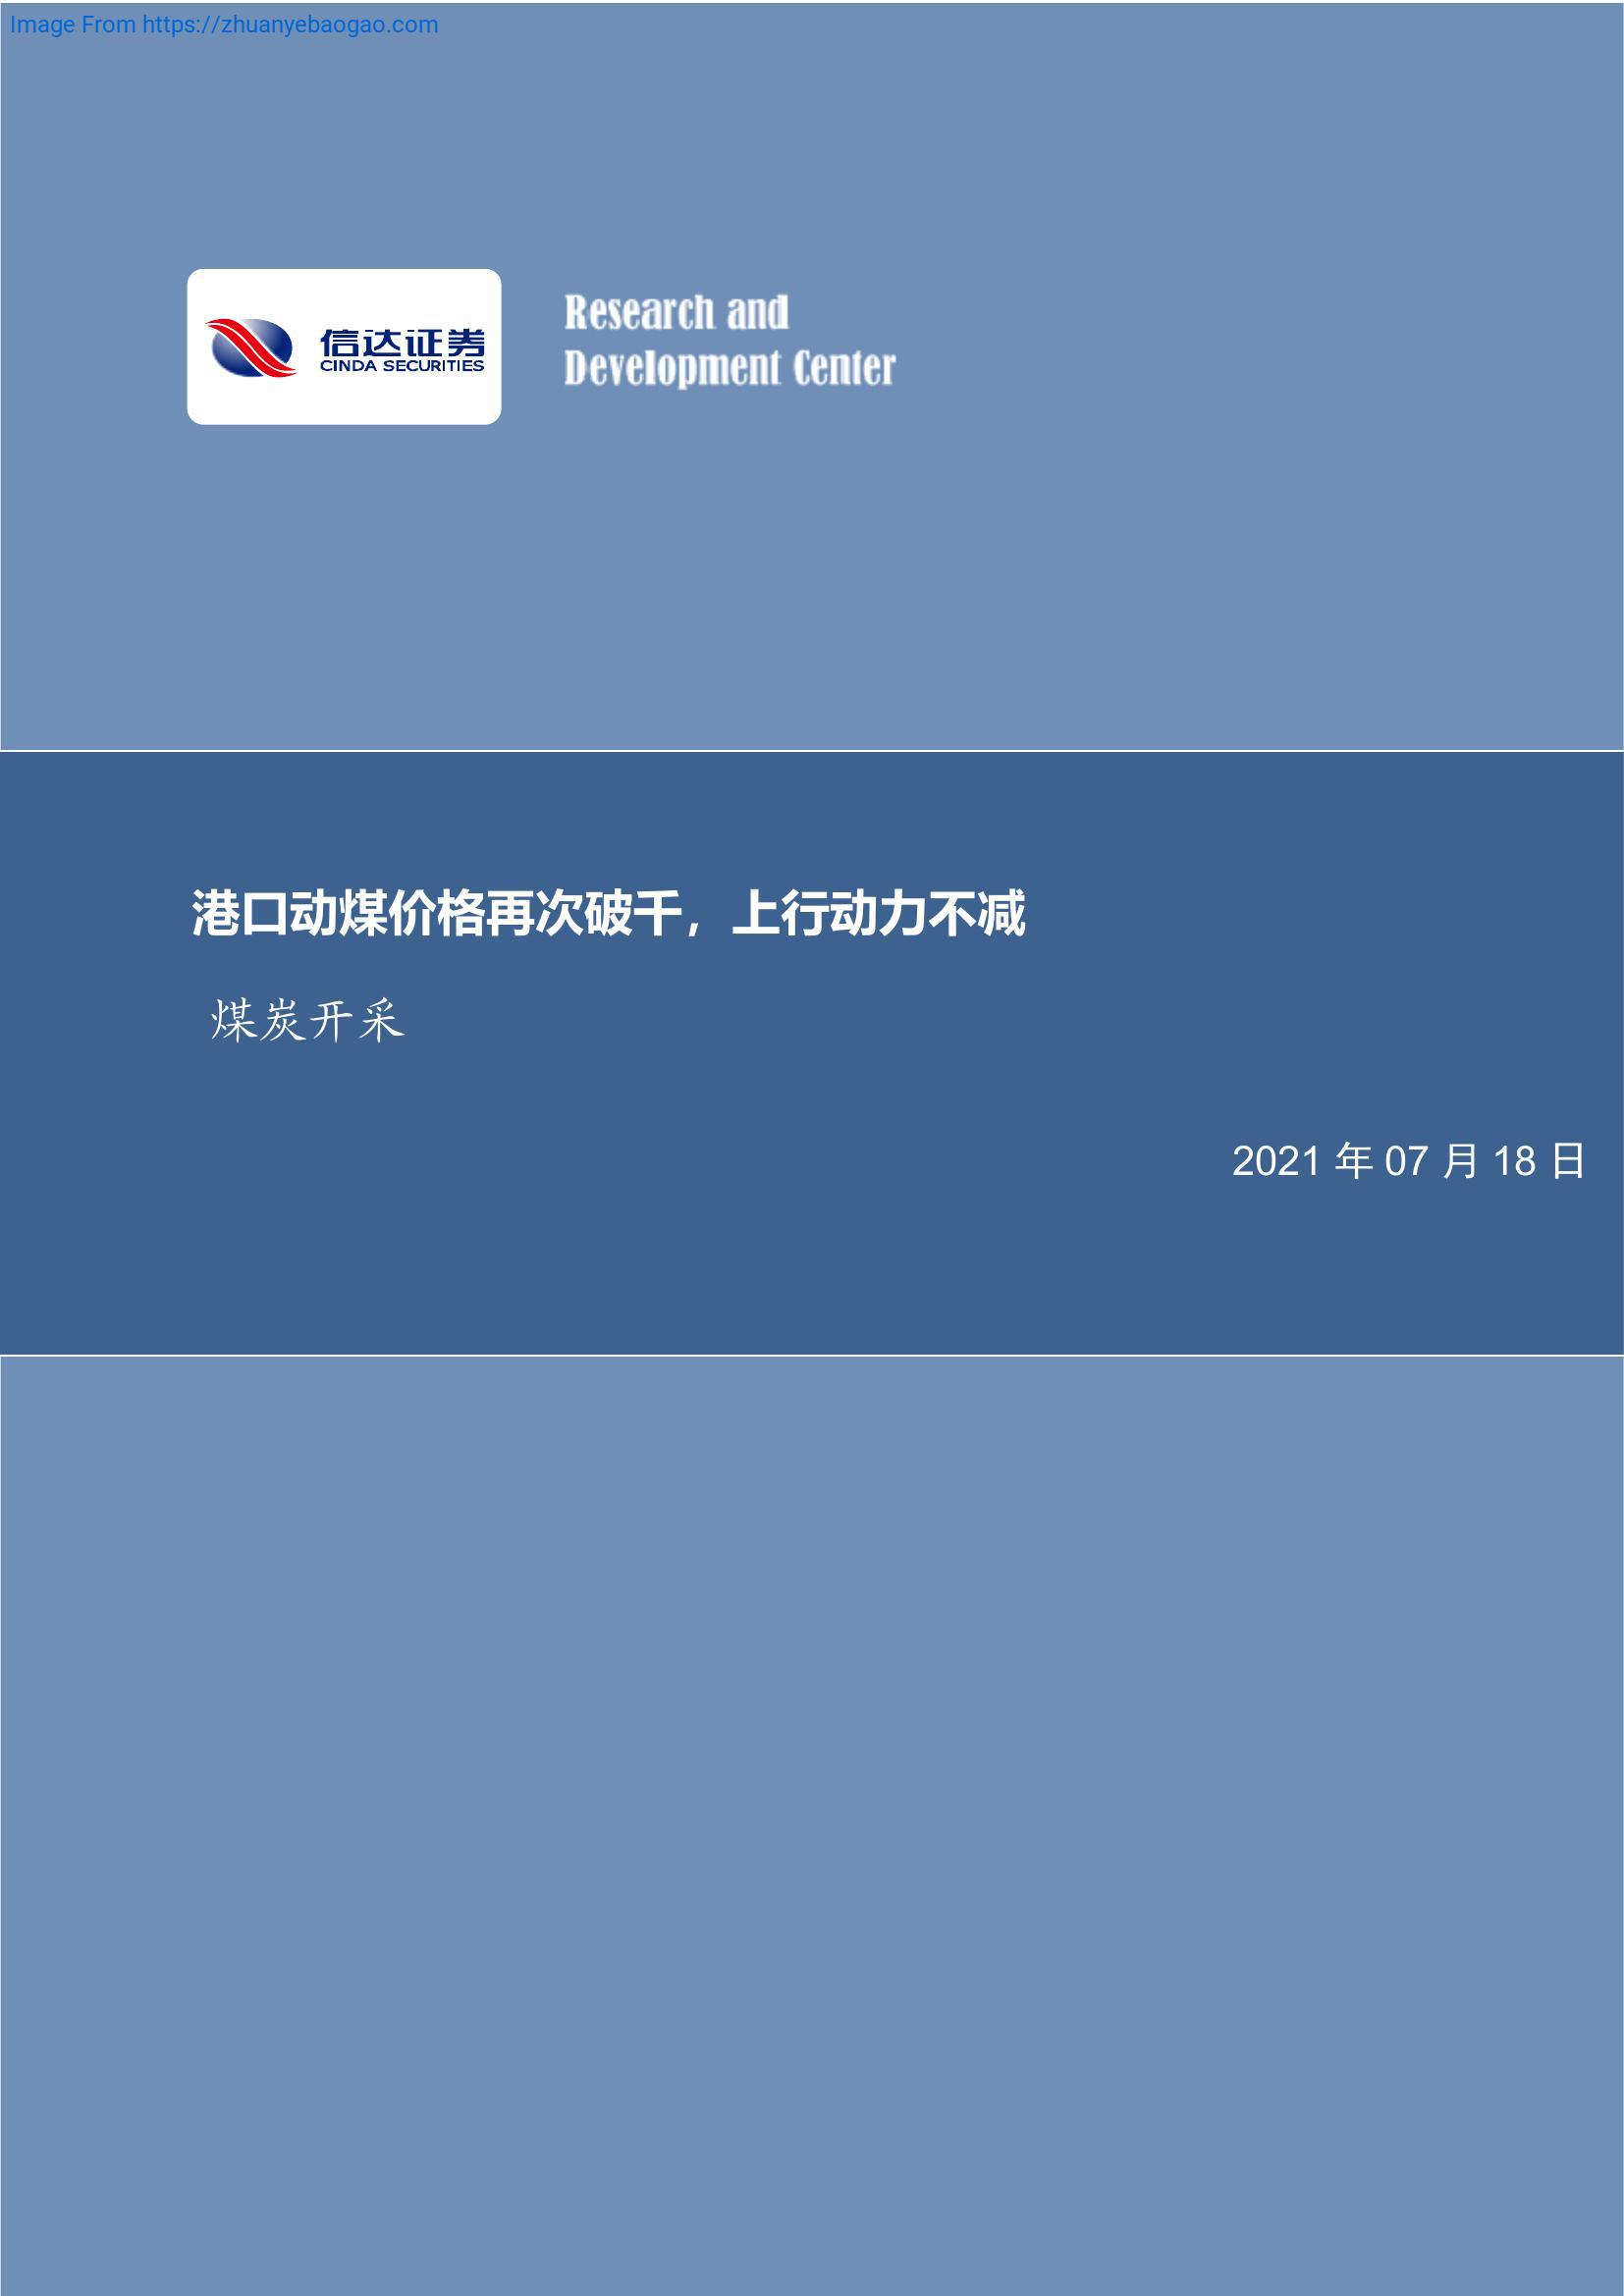 Image From https://zhuanyebaogao.com
信达证券
CINDA SECURITIES
Research and
Development Center
港口动煤价格再次破千，上行动力不减
煤炭开采
2021 年 07 月 18 日